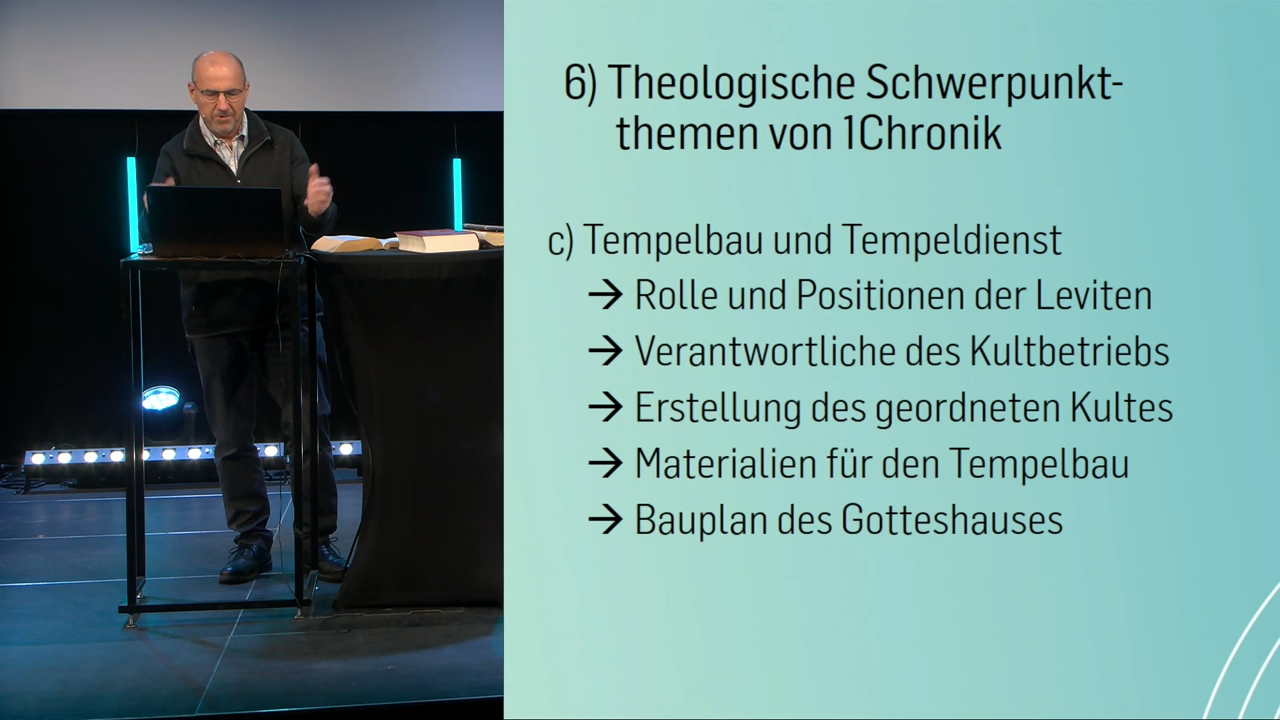 6) Theologische Schwerpunkt-
themen von 1Chronik
c) Tempelbau und Tempeldienst
→ Rolle und Positionen der Leviten
→ Verantwortliche des Kultbetriebs
→ Erstellung des geordneten Kultes
→ Materialien für den Tempelbau
→ Bauplan des Gotteshauses